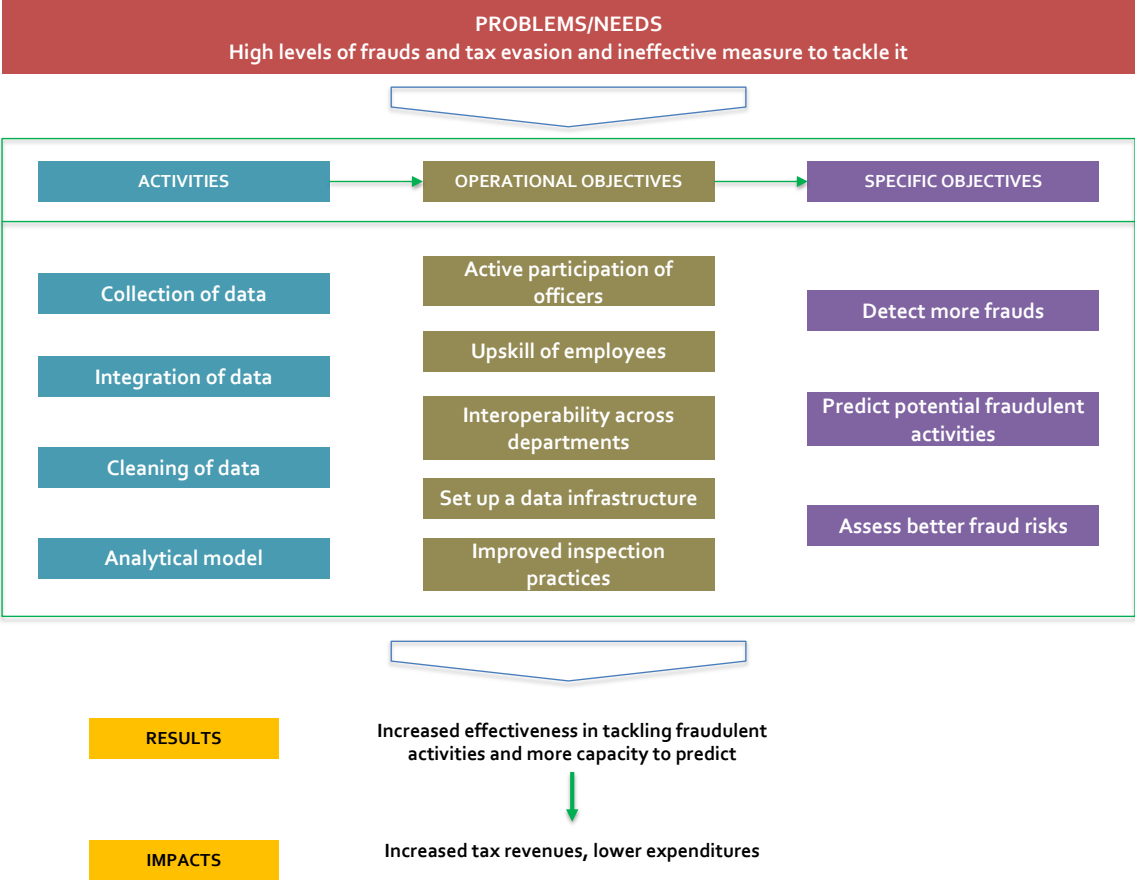 PROBLEMS/NEEDS
High levels of frauds and tax evasion and ineffective measure to tackle it
ACTIVITIES
OPERATIONAL OBJECTIVES
SPECIFIC OBJECTIVES
Collection of data
Integration of data
Cleaning of data
Analytical model
Active participation of
officers
Upskill of employees
Interoperability across
departments
Set up a data infrastructure
Improved inspection
practices
Detect more frauds
Predict potential fraudulent
activities
Assess better fraud risks
RESULTS
Increased effectiveness in tackling fraudulent
activities and more capacity to predict
IMPACTS
Increased tax revenues, lower expenditures